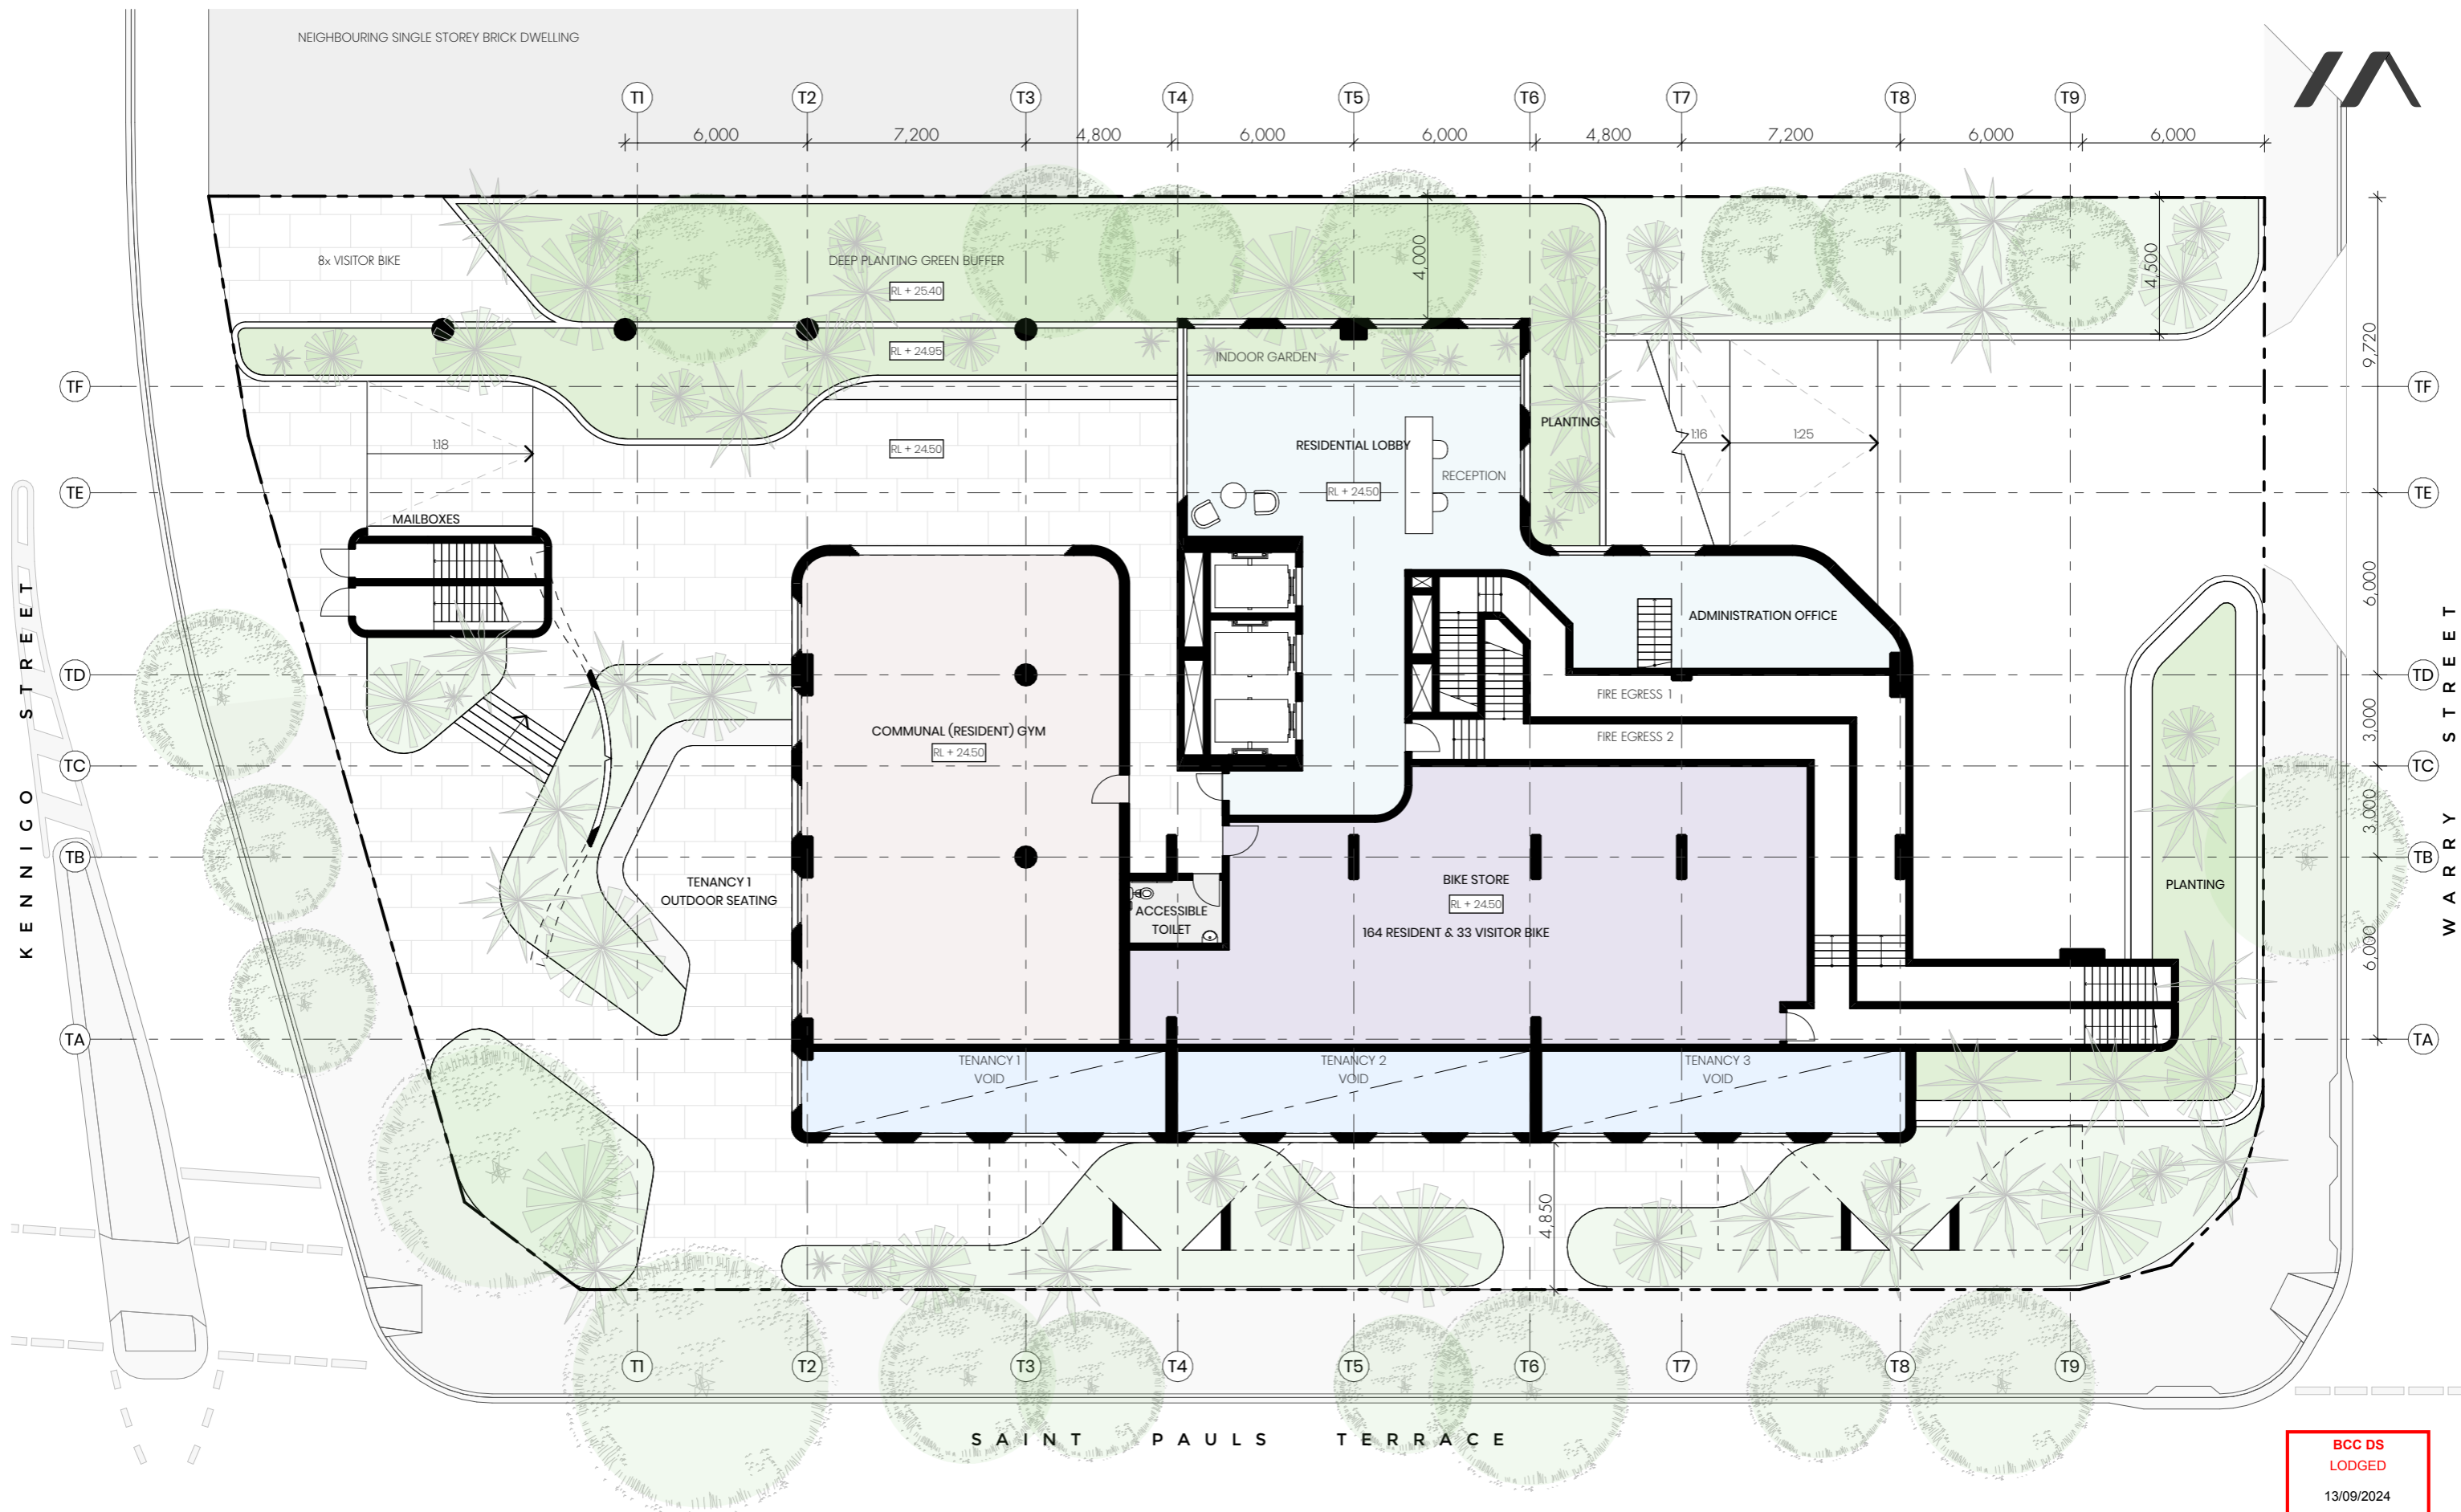 NEIGHBOURING SINGLE STOREY BRICK DWELLING
T1 T2 T3 T4 T5 T6 T7 T8 T9
6,000 7,200 4,800 6,000 6,000 4,800 7,200 6,000 6,000
8x VISITOR BIKE
DEEP PLANTING GREEN BUFFER
RL + 25.40
4,000
4,500
9,720
RL + 24.95
INDOOR GARDEN
TF
TF
RL + 24.50
1:18
RESIDENTIAL LOBBY
RECEPTION
RL + 24.50
PLANTING
1:16
1:25
TE
TE
MAILBOXES
6,000
ADMINISTRATION OFFICE
KENNIGO STREET
WARRY STREET
TD
TD
FIRE EGRESS 1
COMMUNAL (RESIDENT) GYM
RL + 24.50
FIRE EGRESS 2
3,000
TC
TC
3,000
TB
TB
TENANCY 1
OUTDOOR SEATING
ACCESSIBLE
TOILET
BIKE STORE
RL + 24.50
164 RESIDENT & 33 VISITOR BIKE
PLANTING
6,000
TA
TA
TENANCY 1
VOID
TENANCY 2
VOID
TENANCY 3
VOID
4,850
T1 T2 T3 T4 T5 T6 T7 T8 T9
SAINT PAULS TERRACE
BCC DS
LODGED
13/09/2024